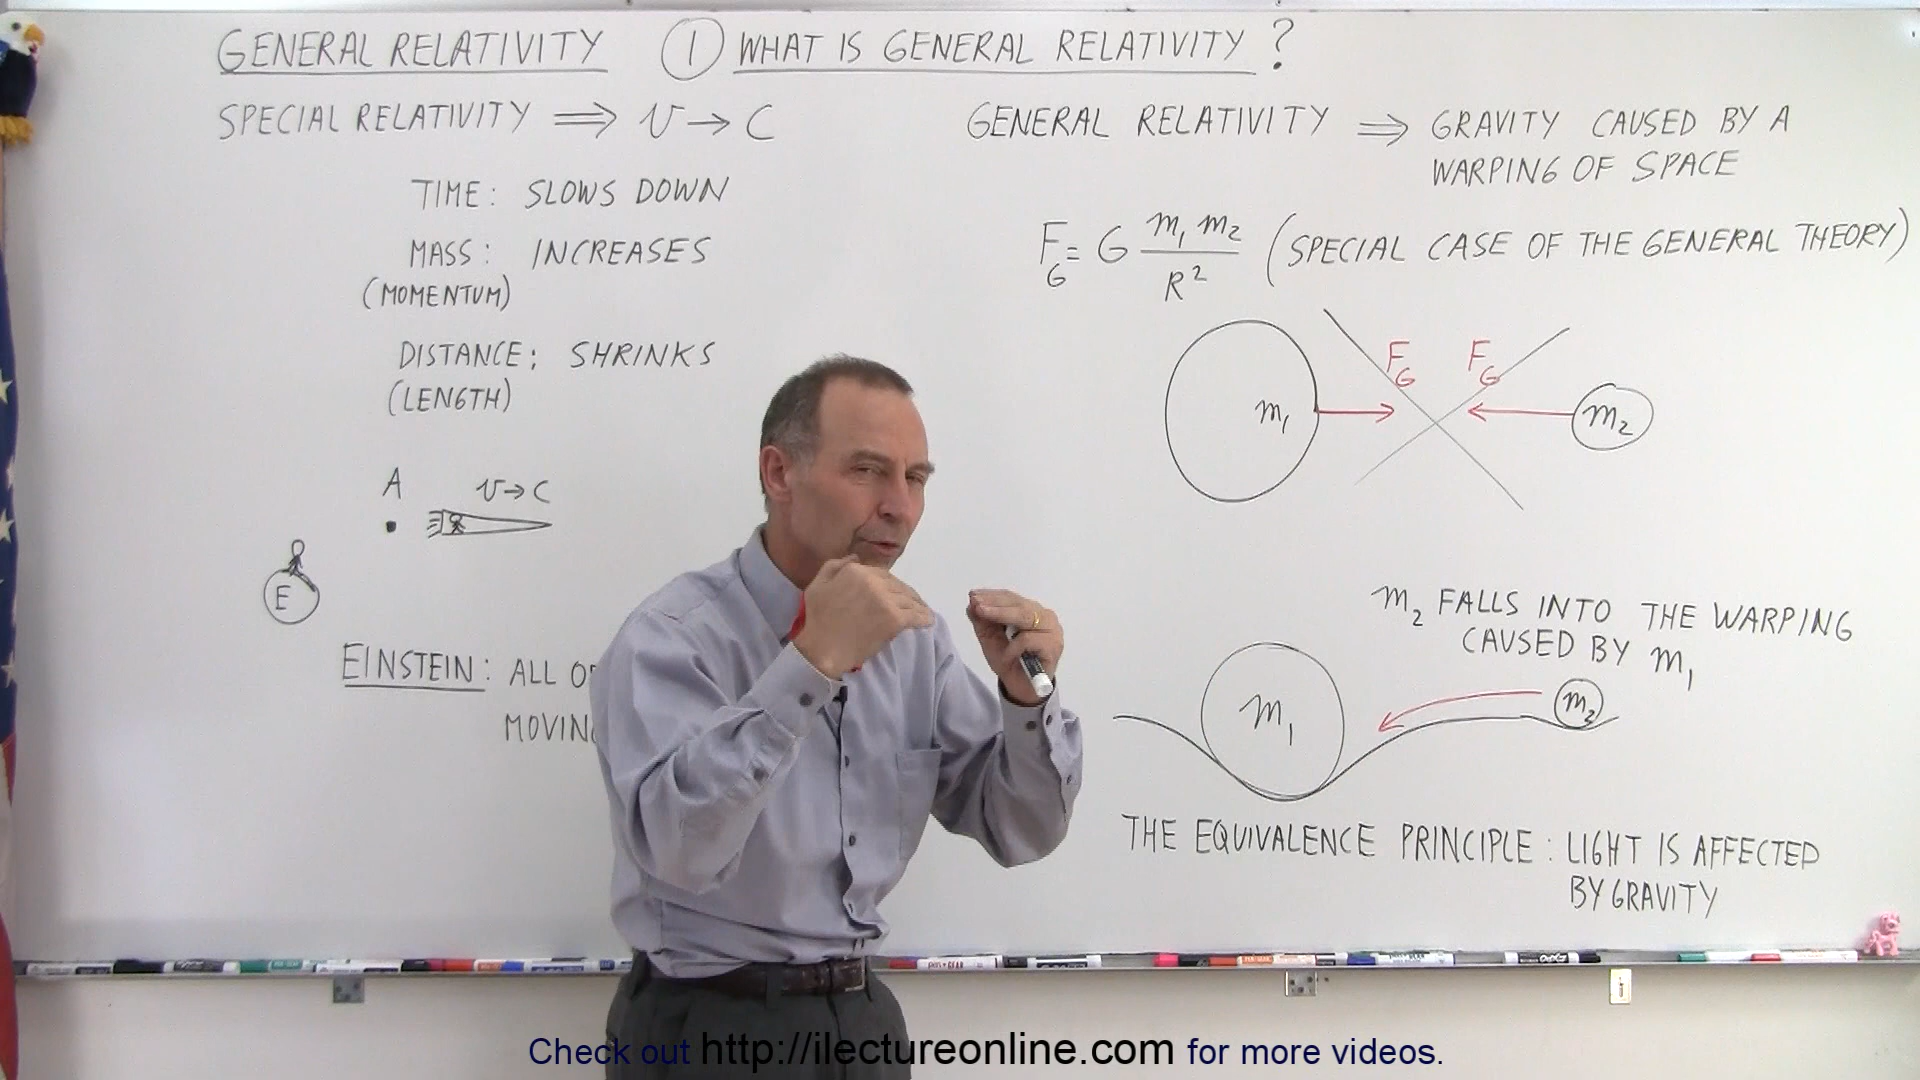 GENERAL RELATIVITY ① WHAT IS GENERAL RELATIVITY?
SPECIAL RELATIVITY ⟹ v → C
TIME: SLOWS DOWN
MASS: INCREASES
(MOMENTUM)
DISTANCE: SHRINKS
(LENGTH)
A v→C
E
EINSTEIN: ALL
MOVING
GENERAL RELATIVITY ⟹ GRAVITY CAUSED BY A
WARPING OF SPACE
F_G = G m₁ m₂ / R² (SPECIAL CASE OF THE GENERAL THEORY)
F_G F_G
m₁ m₂
m₂ FALLS INTO THE WARPING
CAUSED BY m₁
m₁ m₂
THE EQUIVALENCE PRINCIPLE: LIGHT IS AFFECTED
BY GRAVITY
Check out http://ilectureonline.com for more videos.